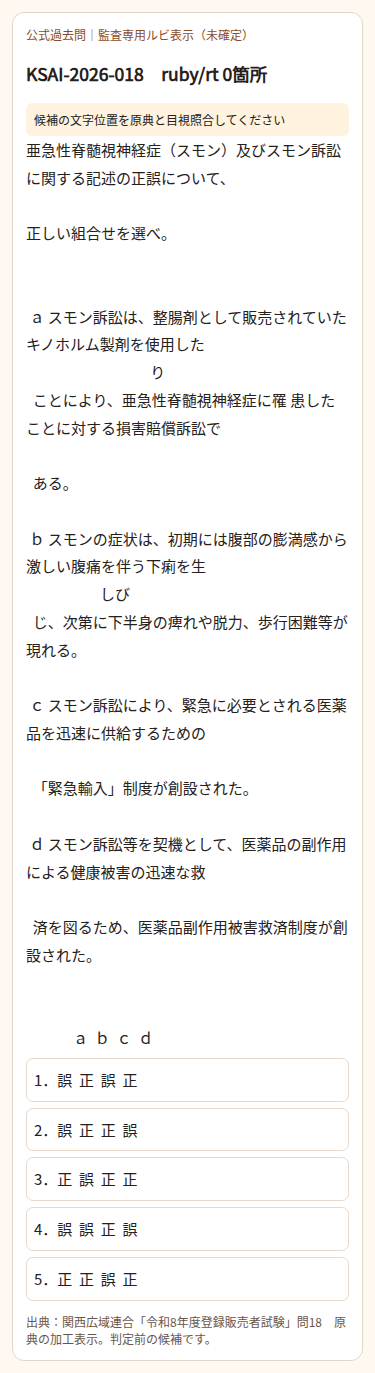 公式過去問｜監査専用ルビ表示（未確定）
KSAI-2026-018　ruby/rt 0箇所
候補の文字位置を原典と目視照合してください
亜急性脊髄視神経症（スモン）及びスモン訴訟
に関する記述の正誤について、
正しい組合せを選べ。
a スモン訴訟は、整腸剤として販売されていた
キノホルム製剤を使用した
り
ことにより、亜急性脊髄視神経症に罹 患した
ことに対する損害賠償訴訟で
ある。
b スモンの症状は、初期には腹部の膨満感から
激しい腹痛を伴う下痢を生
しび
じ、次第に下半身の痺れや脱力、歩行困難等が
現れる。
c スモン訴訟により、緊急に必要とされる医薬
品を迅速に供給するための
「緊急輸入」制度が創設された。
d スモン訴訟等を契機として、医薬品の副作用
による健康被害の迅速な救
済を図るため、医薬品副作用被害救済制度が創
設された。
a b c d
1．誤 正 誤 正
2．誤 正 正 誤
3．正 誤 正 正
4．誤 誤 正 誤
5．正 正 誤 正
出典：関西広域連合「令和8年度登録販売者試験」問18　原
典の加工表示。判定前の候補です。